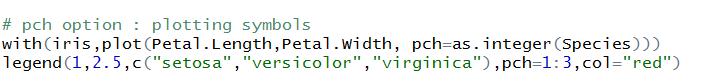 # pch option : plotting symbols
with(iris,plot(Petal.Length,Petal.Width, pch=as.integer(Species)))
legend(1,2.5,c("setosa","versicolor","virginica"),pch=1:3,col="red")